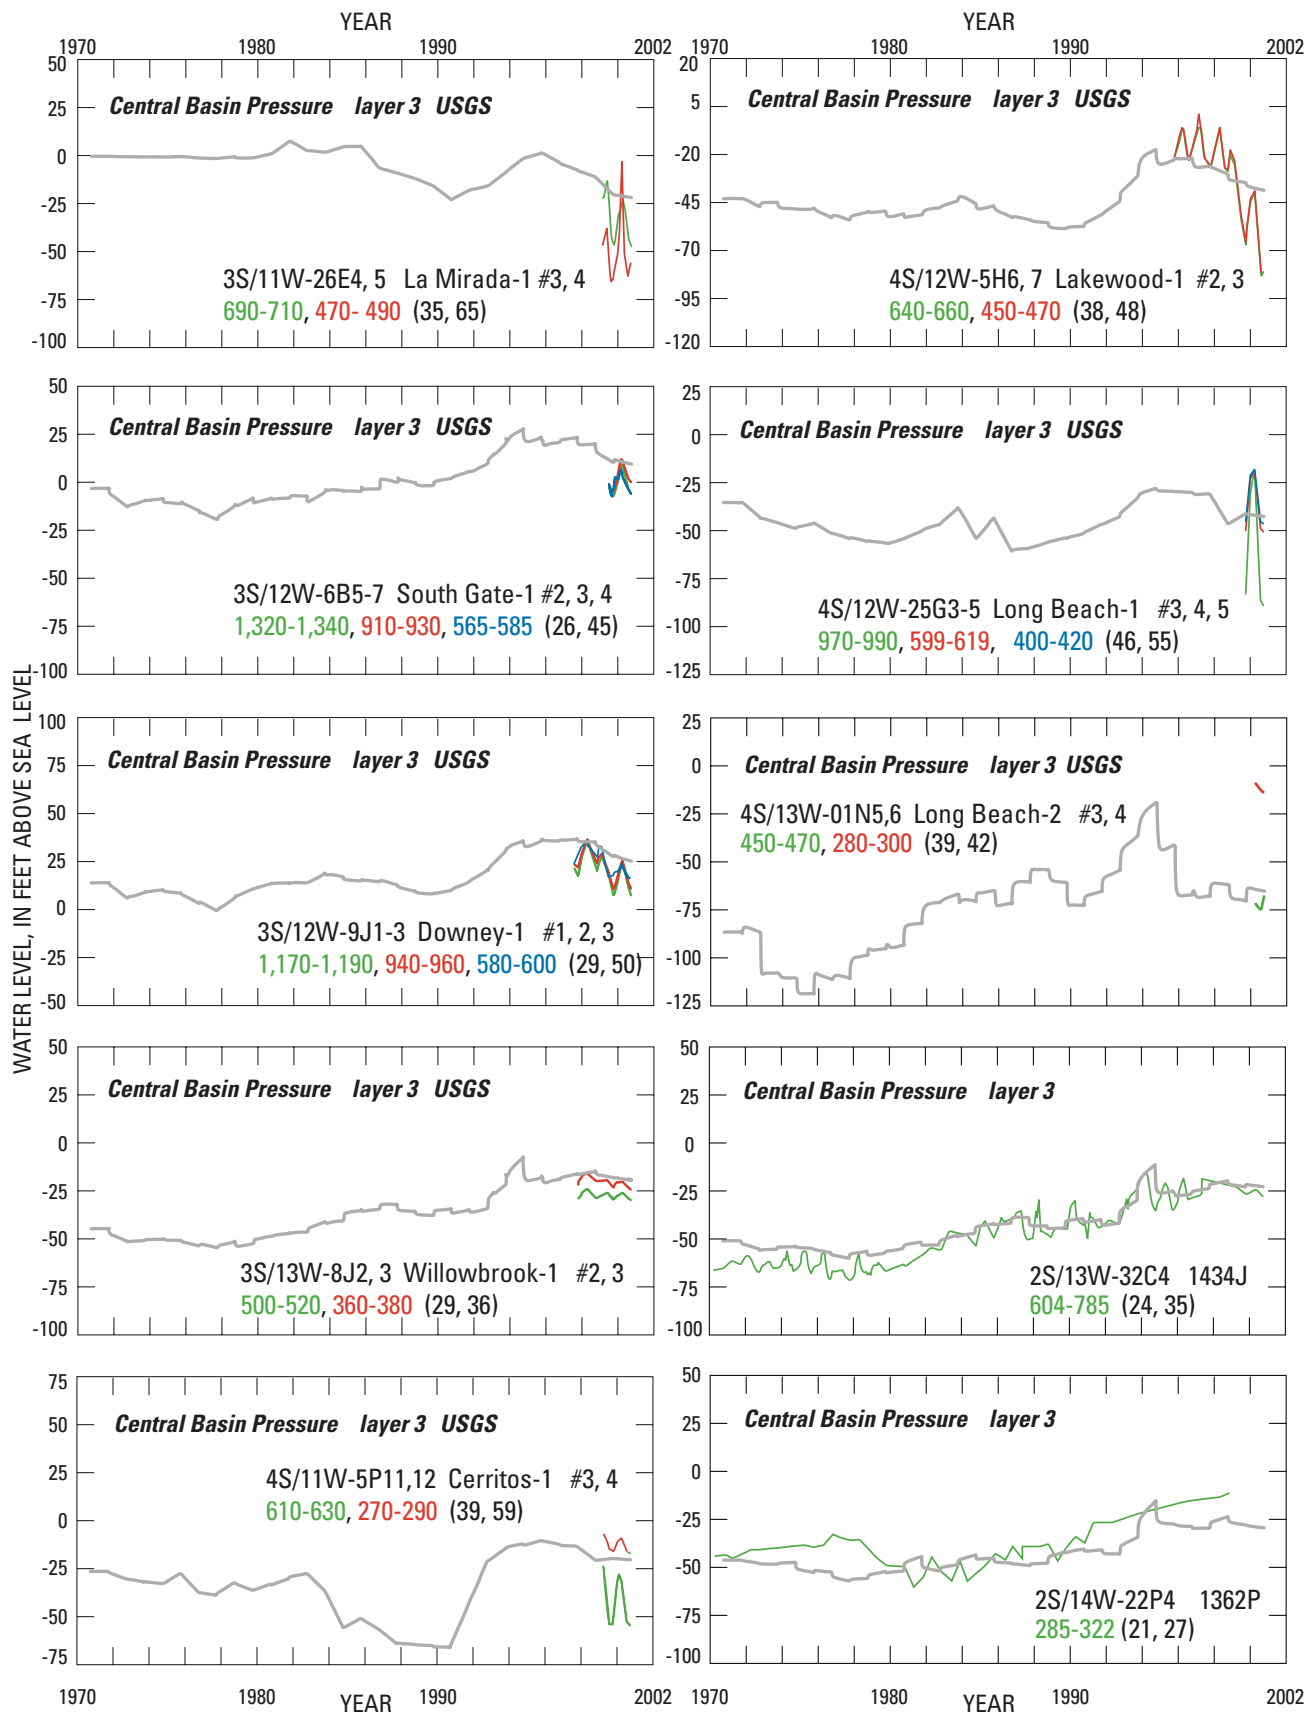 YEAR
1970 1980 1990 2002
50
25
0
-25
-50
-75
-100
Central Basin Pressure layer 3 USGS
3S/11W-26E4, 5 La Mirada-1 #3, 4
690-710, 470- 490 (35, 65)
50
25
0
-25
-50
-75
-100
Central Basin Pressure layer 3 USGS
3S/12W-6B5-7 South Gate-1 #2, 3, 4
1,320-1,340, 910-930, 565-585 (26, 45)
100
75
50
25
0
-25
-50
Central Basin Pressure layer 3 USGS
3S/12W-9J1-3 Downey-1 #1, 2, 3
1,170-1,190, 940-960, 580-600 (29, 50)
50
25
0
-25
-50
-75
-100
Central Basin Pressure layer 3 USGS
3S/13W-8J2, 3 Willowbrook-1 #2, 3
500-520, 360-380 (29, 36)
75
50
25
0
-25
-50
-75
Central Basin Pressure layer 3 USGS
4S/11W-5P11,12 Cerritos-1 #3, 4
610-630, 270-290 (39, 59)
1970 1980 1990 2002
YEAR
WATER LEVEL, IN FEET ABOVE SEA LEVEL
YEAR
1970 1980 1990 2002
20
5
-20
-45
-70
-95
-120
Central Basin Pressure layer 3 USGS
4S/12W-5H6, 7 Lakewood-1 #2, 3
640-660, 450-470 (38, 48)
25
0
-25
-50
-75
-100
-125
Central Basin Pressure layer 3 USGS
4S/12W-25G3-5 Long Beach-1 #3, 4, 5
970-990, 599-619, 400-420 (46, 55)
25
0
-25
-50
-75
-100
-125
Central Basin Pressure layer 3 USGS
4S/13W-01N5,6 Long Beach-2 #3, 4
450-470, 280-300 (39, 42)
50
25
0
-25
-50
-75
-100
Central Basin Pressure layer 3
2S/13W-32C4 1434J
604-785 (24, 35)
50
25
0
-25
-50
-75
-100
Central Basin Pressure layer 3
2S/14W-22P4 1362P
285-322 (21, 27)
1970 1980 1990 2002
YEAR